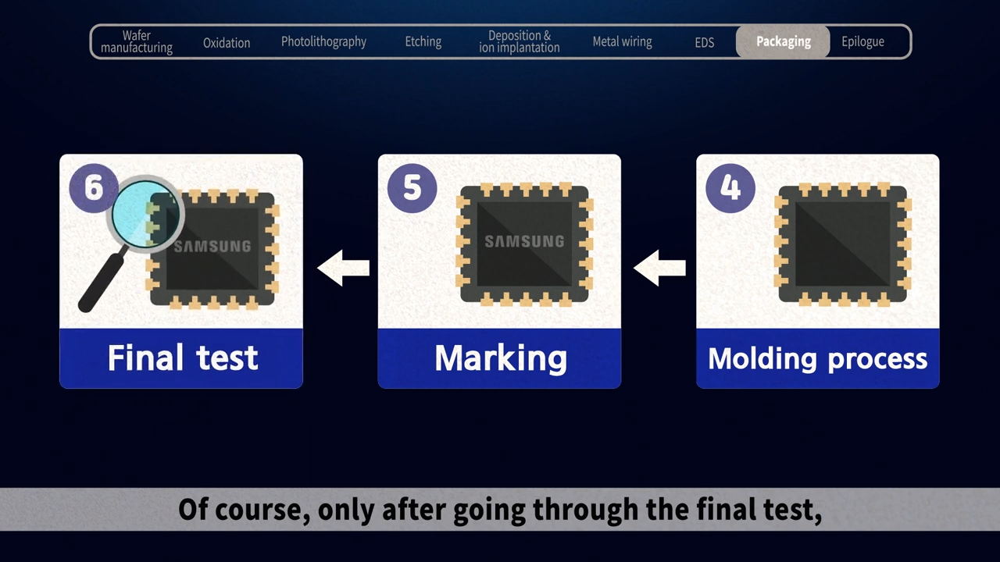 Wafer
manufacturing
Oxidation
Photolithography
Etching
Deposition &
ion implantation
Metal wiring
EDS
Packaging
Epilogue
6
SAMSUNG
Final test
5
SAMSUNG
Marking
4
Molding process
Of course, only after going through the final test,